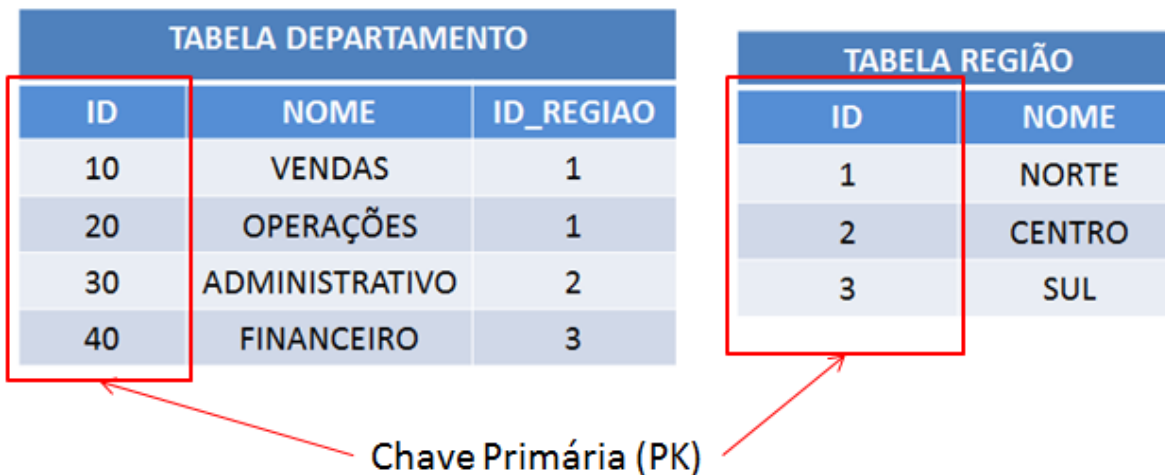 TABELA DEPARTAMENTO
ID NOME ID_REGIAO
10 VENDAS 1
20 OPERAÇÕES 1
30 ADMINISTRATIVO 2
40 FINANCEIRO 3
TABELA REGIÃO
ID NOME
1 NORTE
2 CENTRO
3 SUL
Chave Primária (PK)